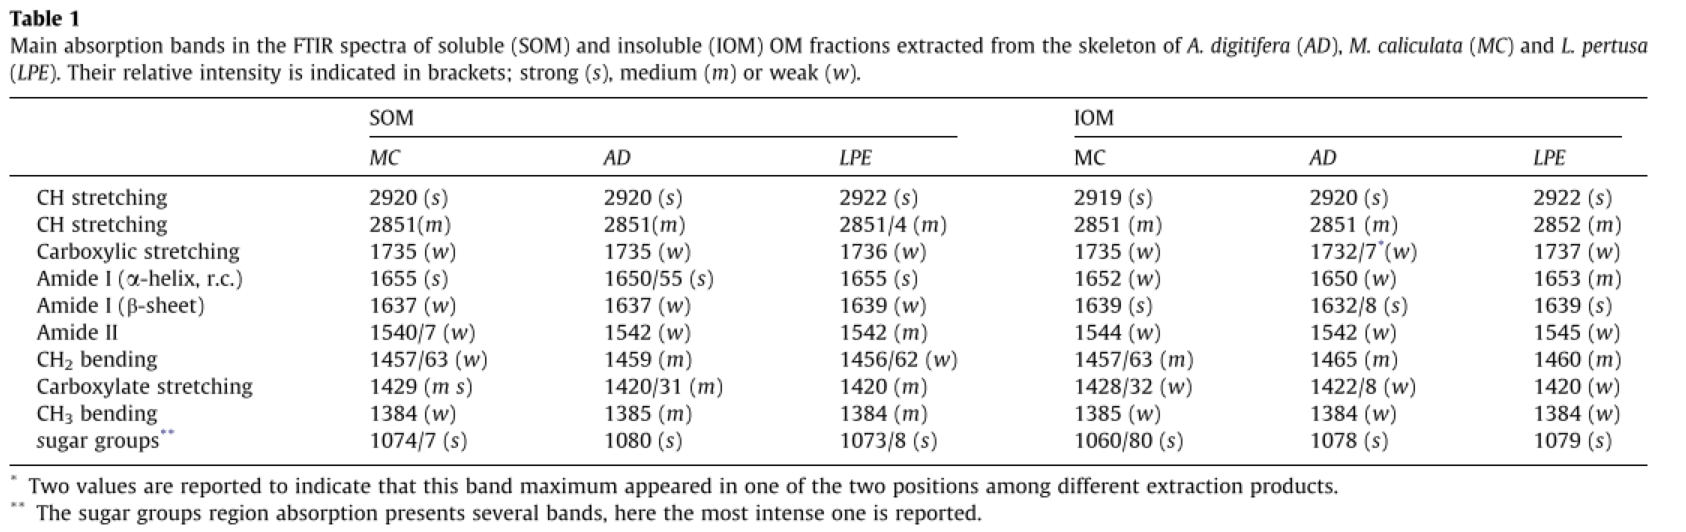 Table 1
Main absorption bands in the FTIR spectra of soluble (SOM) and insoluble (IOM) OM fractions extracted from the skeleton of A. digitifera (AD), M. caliculata (MC) and L. pertusa
(LPE). Their relative intensity is indicated in brackets; strong (s), medium (m) or weak (w).
SOM IOM
MC AD LPE MC AD LPE
CH stretching 2920 (s) 2920 (s) 2922 (s) 2919 (s) 2920 (s) 2922 (s)
CH stretching 2851(m) 2851(m) 2851/4 (m) 2851 (m) 2851 (m) 2852 (m)
Carboxylic stretching 1735 (w) 1735 (w) 1736 (w) 1735 (w) 1732/7*(w) 1737 (w)
Amide I (α-helix, r.c.) 1655 (s) 1650/55 (s) 1655 (s) 1652 (w) 1650 (w) 1653 (m)
Amide I (β-sheet) 1637 (w) 1637 (w) 1639 (w) 1639 (s) 1632/8 (s) 1639 (s)
Amide II 1540/7 (w) 1542 (w) 1542 (m) 1544 (w) 1542 (w) 1545 (w)
CH₂ bending 1457/63 (w) 1459 (m) 1456/62 (w) 1457/63 (m) 1465 (m) 1460 (m)
Carboxylate stretching 1429 (m s) 1420/31 (m) 1420 (m) 1428/32 (w) 1422/8 (w) 1420 (w)
CH₃ bending 1384 (w) 1385 (m) 1384 (m) 1385 (w) 1384 (w) 1384 (w)
sugar groups** 1074/7 (s) 1080 (s) 1073/8 (s) 1060/80 (s) 1078 (s) 1079 (s)
* Two values are reported to indicate that this band maximum appeared in one of the two positions among different extraction products.
** The sugar groups region absorption presents several bands, here the most intense one is reported.